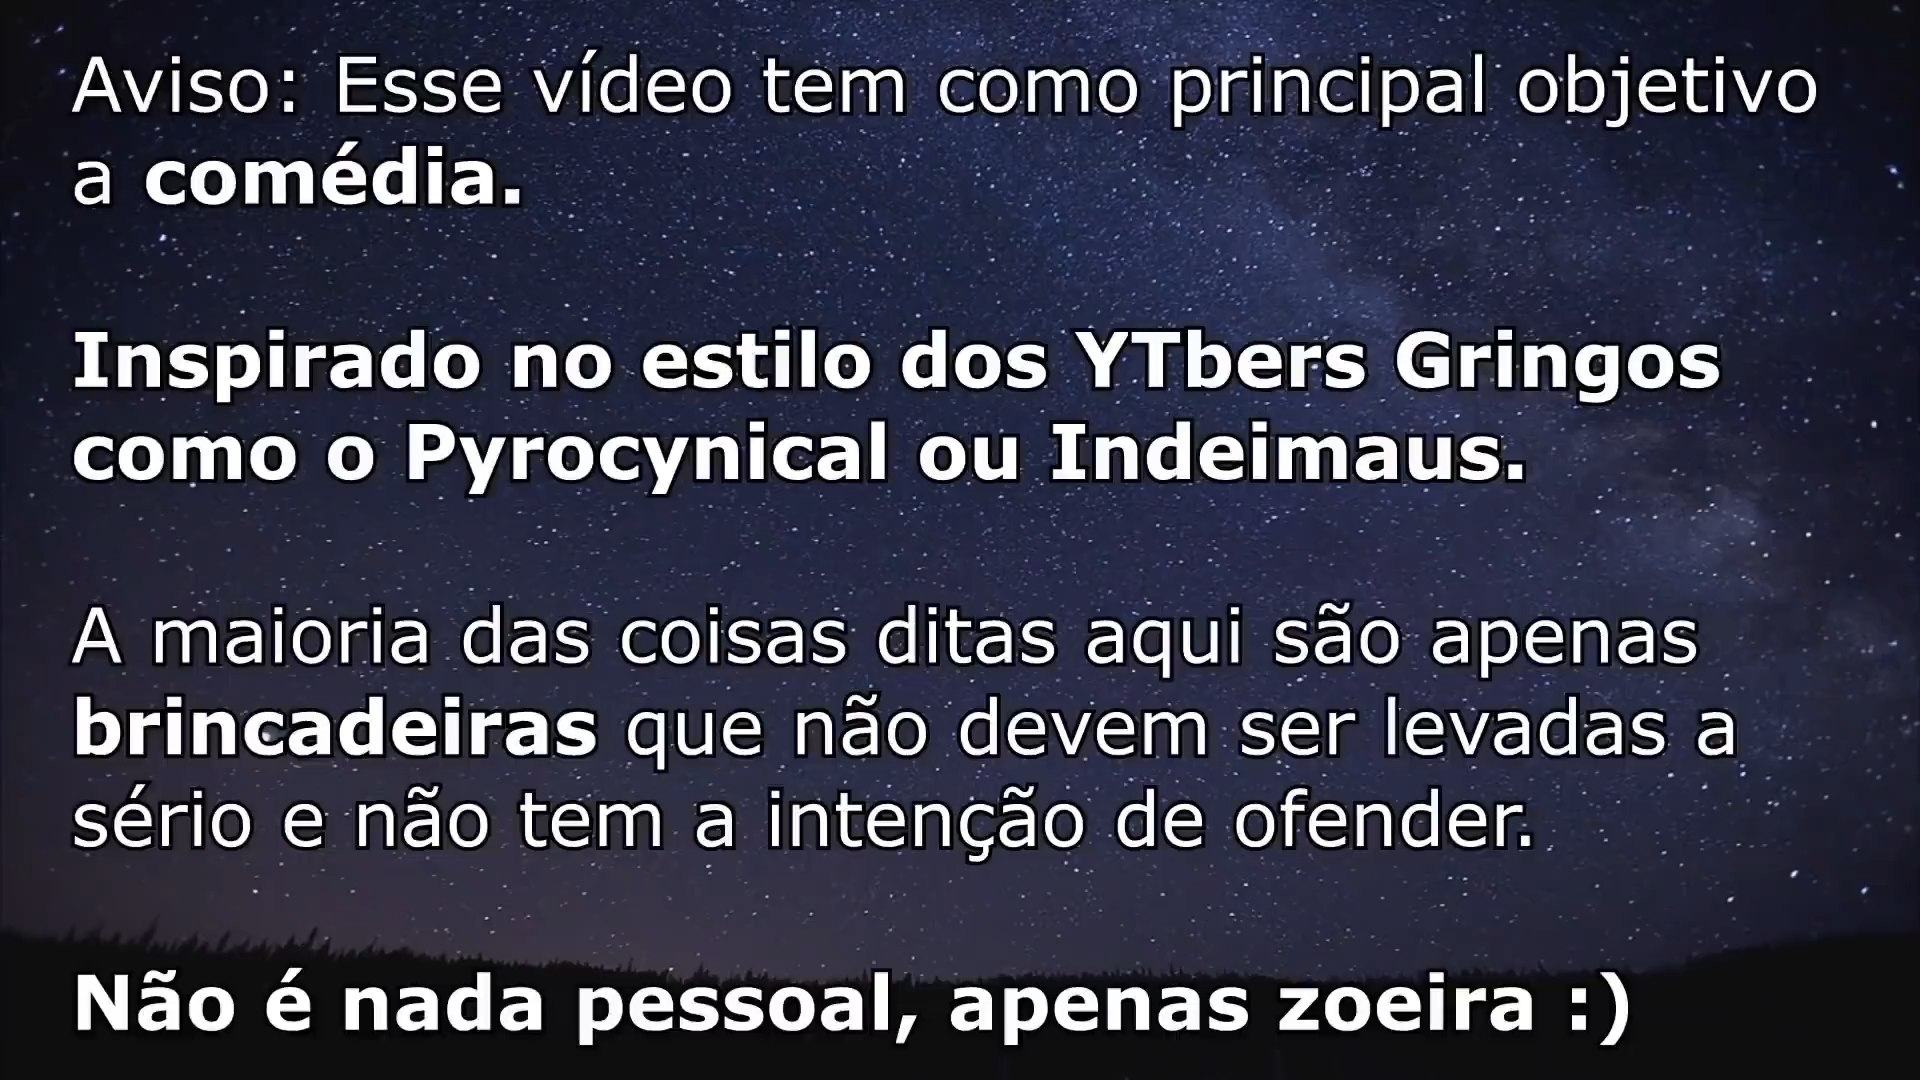 Aviso: Esse vídeo tem como principal objetivo
a comédia.
Inspirado no estilo dos YTbers Gringos
como o Pyrocynical ou Indeimaus.
A maioria das coisas ditas aqui são apenas
brincadeiras que não devem ser levadas a
sério e não tem a intenção de ofender.
Não é nada pessoal, apenas zoeira :)